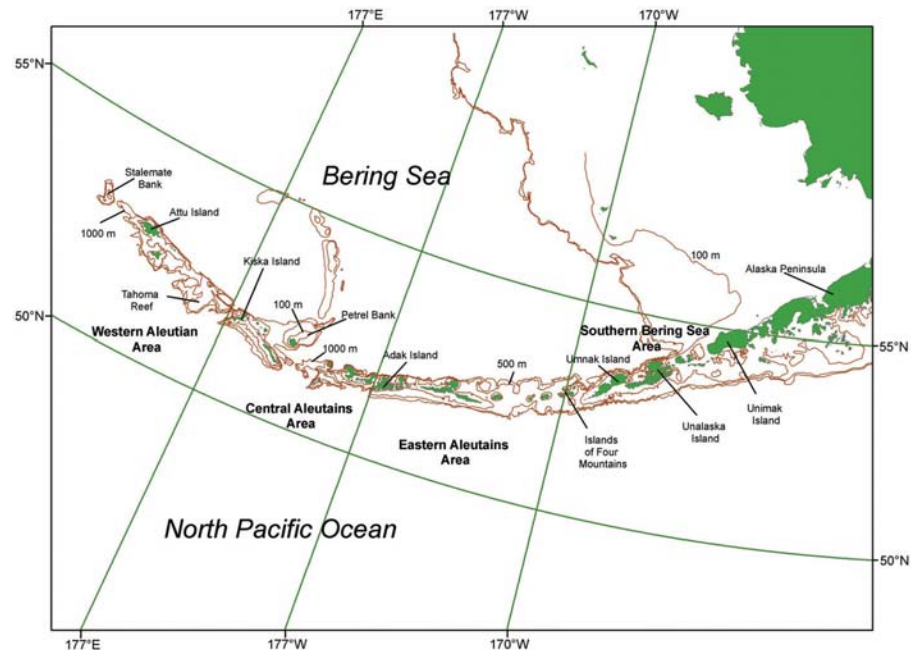 177°E
177°W
170°W
55°N
Bering Sea
Stalemate
Bank
Attu Island
1000 m
Kiska Island
100 m
Alaska Peninsula
Tahoma
Reef
100 m
Petrel Bank
50°N
Western Aleutian
Area
Southern Bering Sea
Area
55°N
1000 m
Adak Island
500 m
Umnak Island
Central Aleutains
Area
Eastern Aleutains
Area
Islands
of Four
Mountains
Unalaska
Island
Unimak
Island
North Pacific Ocean
50°N
177°E
177°W
170°W